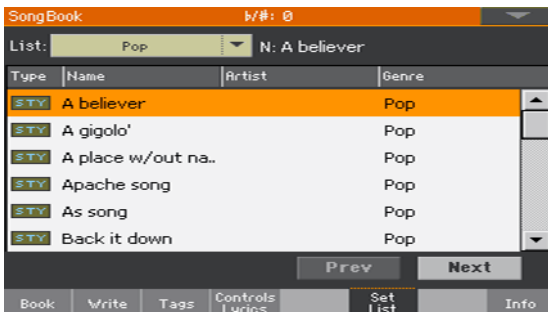 SongBook ♭/#: 0
List: Pop N: A believer
Type Name Artist Genre
STY A believer Pop
STY A gigolo' Pop
STY A place w/out na.. Pop
STY Apache song Pop
STY As song Pop
STY Back it down Pop
Prev Next
Book Write Tags Controls Lyrics Set List Info